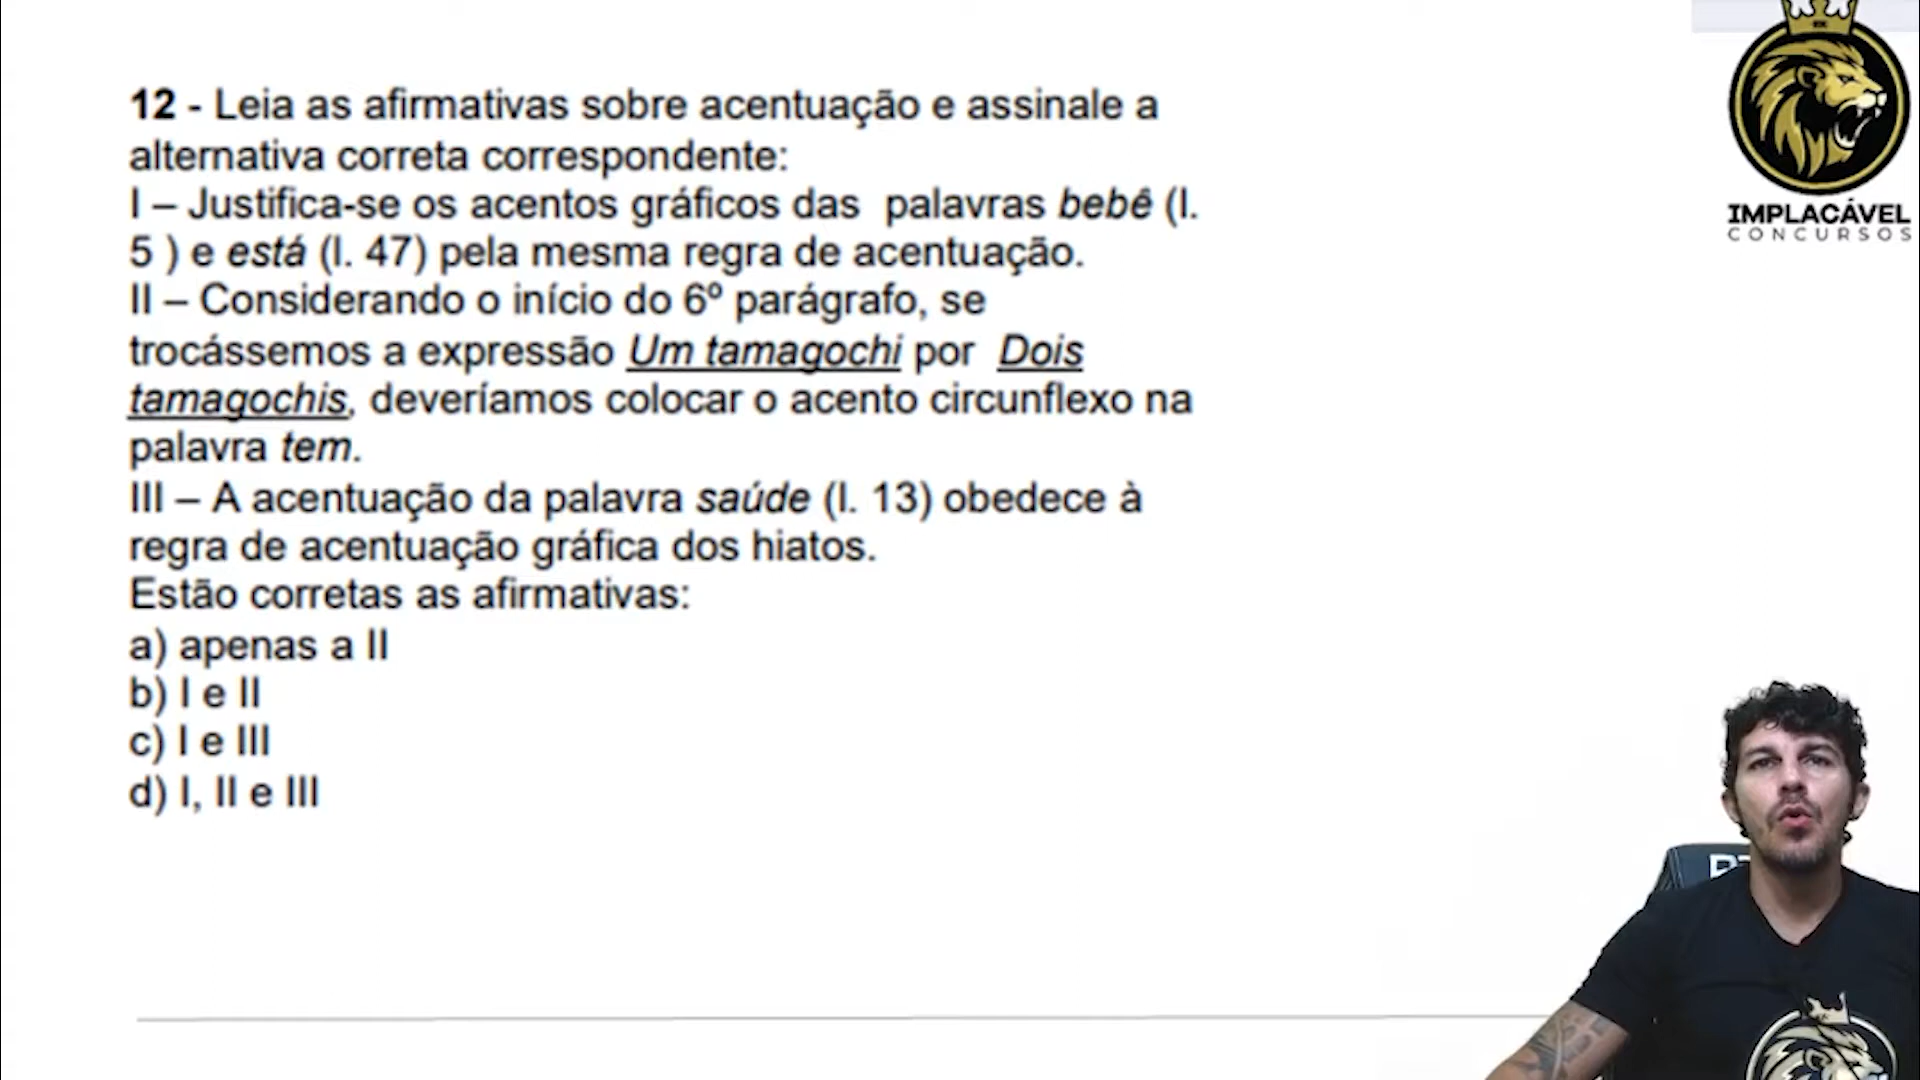 12 - Leia as afirmativas sobre acentuação e assinale a
alternativa correta correspondente:
I – Justifica-se os acentos gráficos das palavras bebê (l.
5 ) e está (l. 47) pela mesma regra de acentuação.
II – Considerando o início do 6º parágrafo, se
trocássemos a expressão Um tamagochi por Dois
tamagochis, deveríamos colocar o acento circunflexo na
palavra tem.
III – A acentuação da palavra saúde (l. 13) obedece à
regra de acentuação gráfica dos hiatos.
Estão corretas as afirmativas:
a) apenas a II
b) I e II
c) I e III
d) I, II e III
IMPLACÁVEL
CONCURSOS